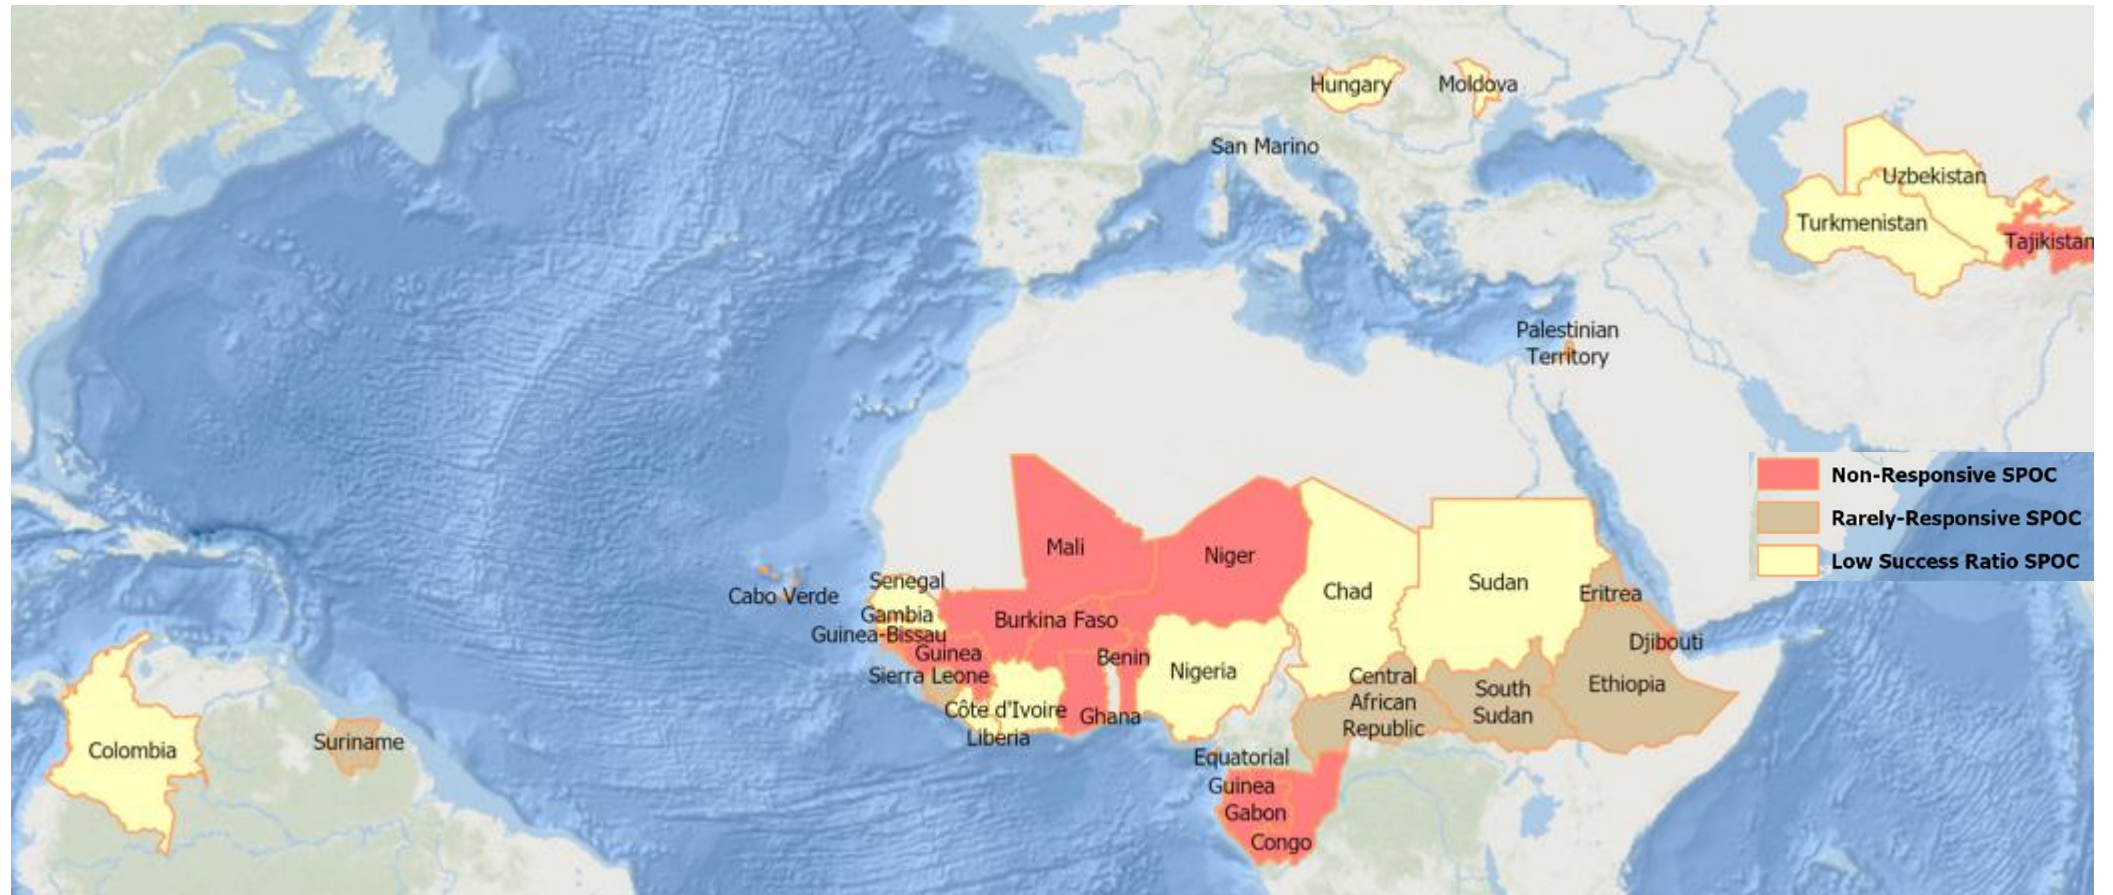 Hungary
Moldova
San Marino
Uzbekistan
Turkmenistan
Tajikistan
Palestinian
Territory
Non-Responsive SPOC
Rarely-Responsive SPOC
Low Success Ratio SPOC
Mali
Niger
Chad
Sudan
Eritrea
Senegal
Cabo Verde
Gambia
Burkina Faso
Guinea-Bissau
Guinea
Benin
Djibouti
Sierra Leone
Nigeria
Central
African
Republic
South
Sudan
Ethiopia
Côte d'Ivoire
Ghana
Liberia
Colombia
Suriname
Equatorial
Guinea
Gabon
Congo